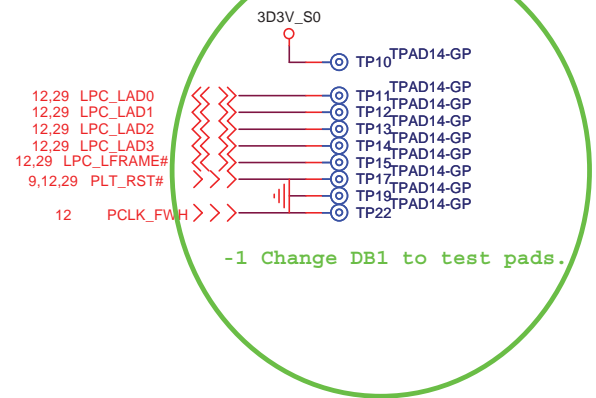 3D3V_S0
TP10 TPAD14-GP
12,29 LPC_LAD0 TP11 TPAD14-GP
12,29 LPC_LAD1 TP12 TPAD14-GP
12,29 LPC_LAD2 TP13 TPAD14-GP
12,29 LPC_LAD3 TP14 TPAD14-GP
12,29 LPC_LFRAME# TP15 TPAD14-GP
9,12,29 PLT_RST# TP17 TPAD14-GP
TP19 TPAD14-GP
12 PCLK_FWH TP22
-1 Change DB1 to test pads.